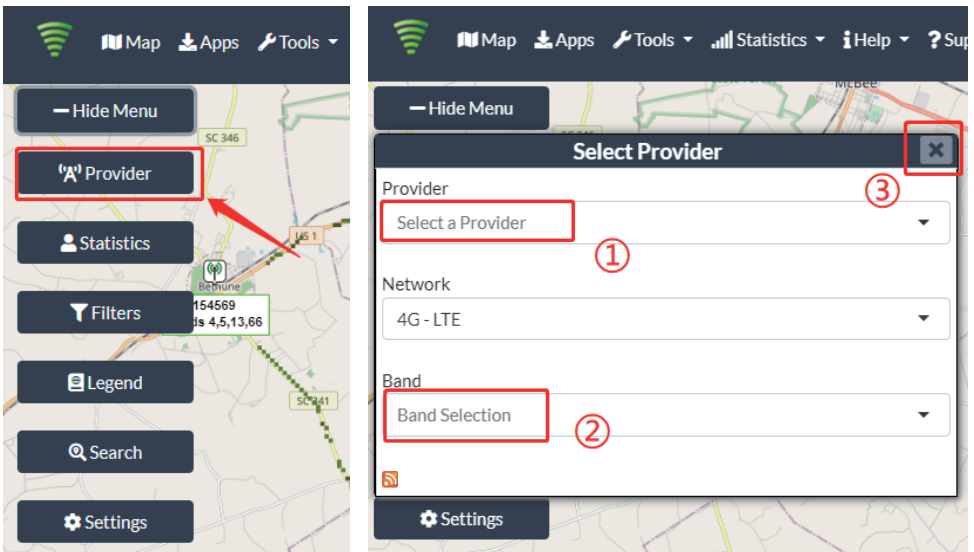 Map Apps Tools
Hide Menu
SC 346
Provider
US 1
Statistics
Bethune
154569
ds 4,5,13,66
Filters
Legend
SC 341
Search
Settings
Map Apps Tools Statistics Help ? Sup
McBee
Hide Menu
Select Provider
Provider
③
Select a Provider
①
Network
4G - LTE
Band
Band Selection
②
Settings